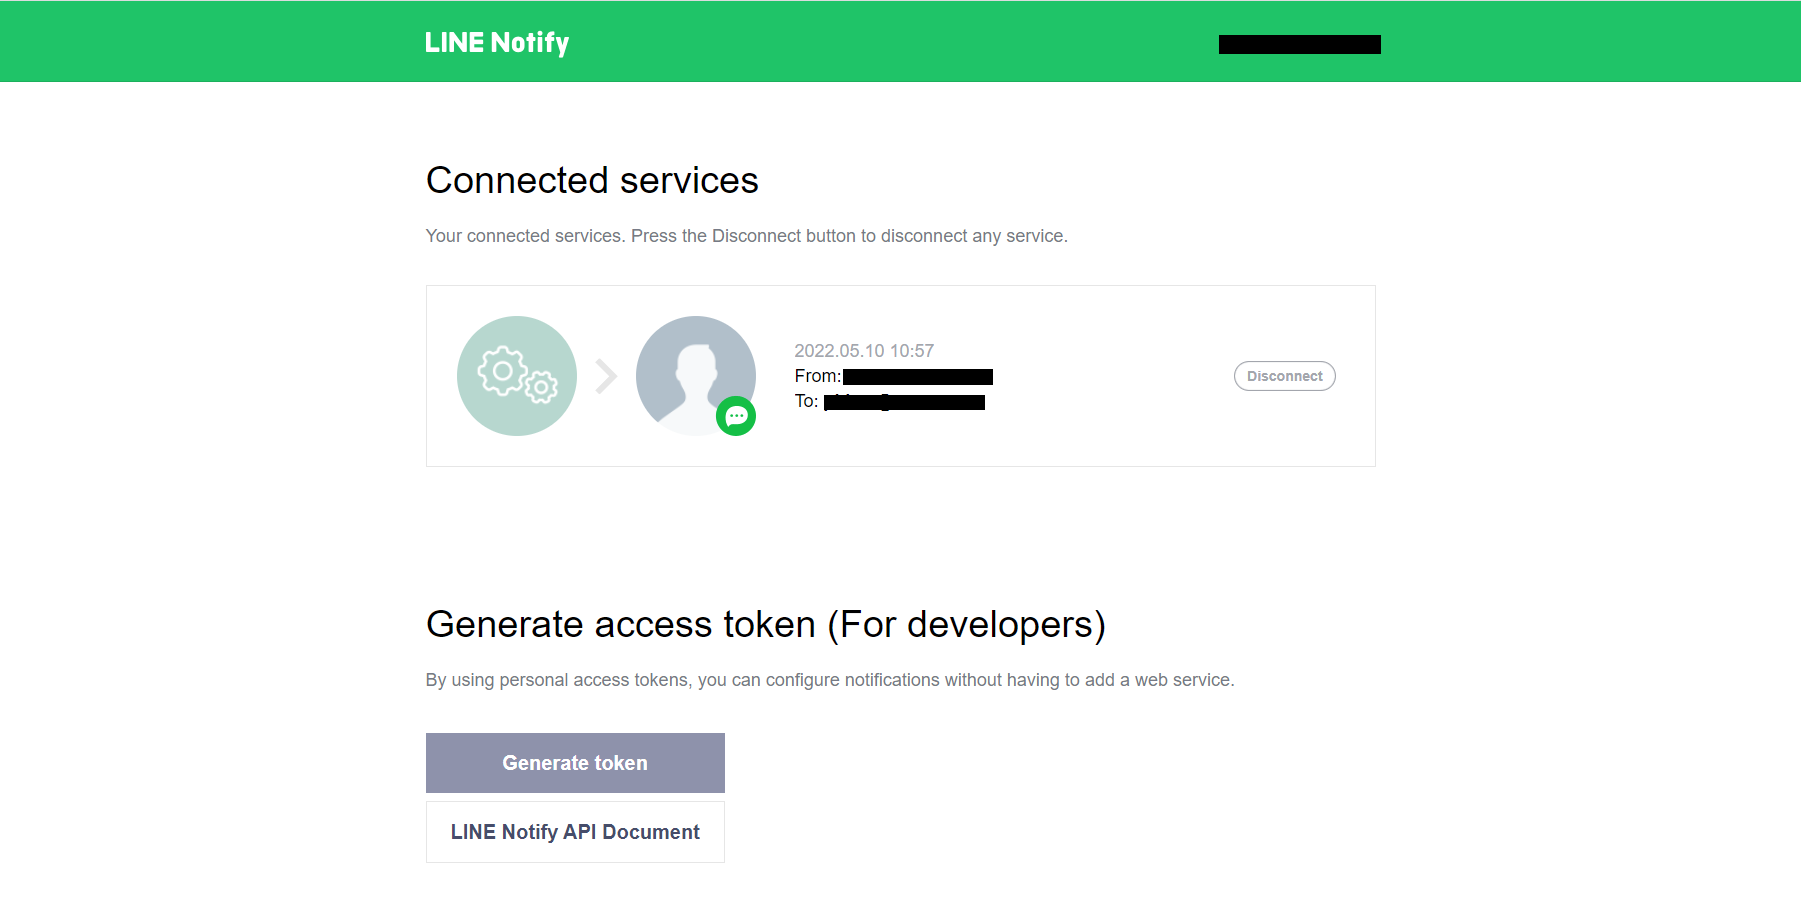 LINE Notify
Connected services
Your connected services. Press the Disconnect button to disconnect any service.
2022.05.10 10:57
From:
To:
Disconnect
Generate access token (For developers)
By using personal access tokens, you can configure notifications without having to add a web service.
Generate token
LINE Notify API Document